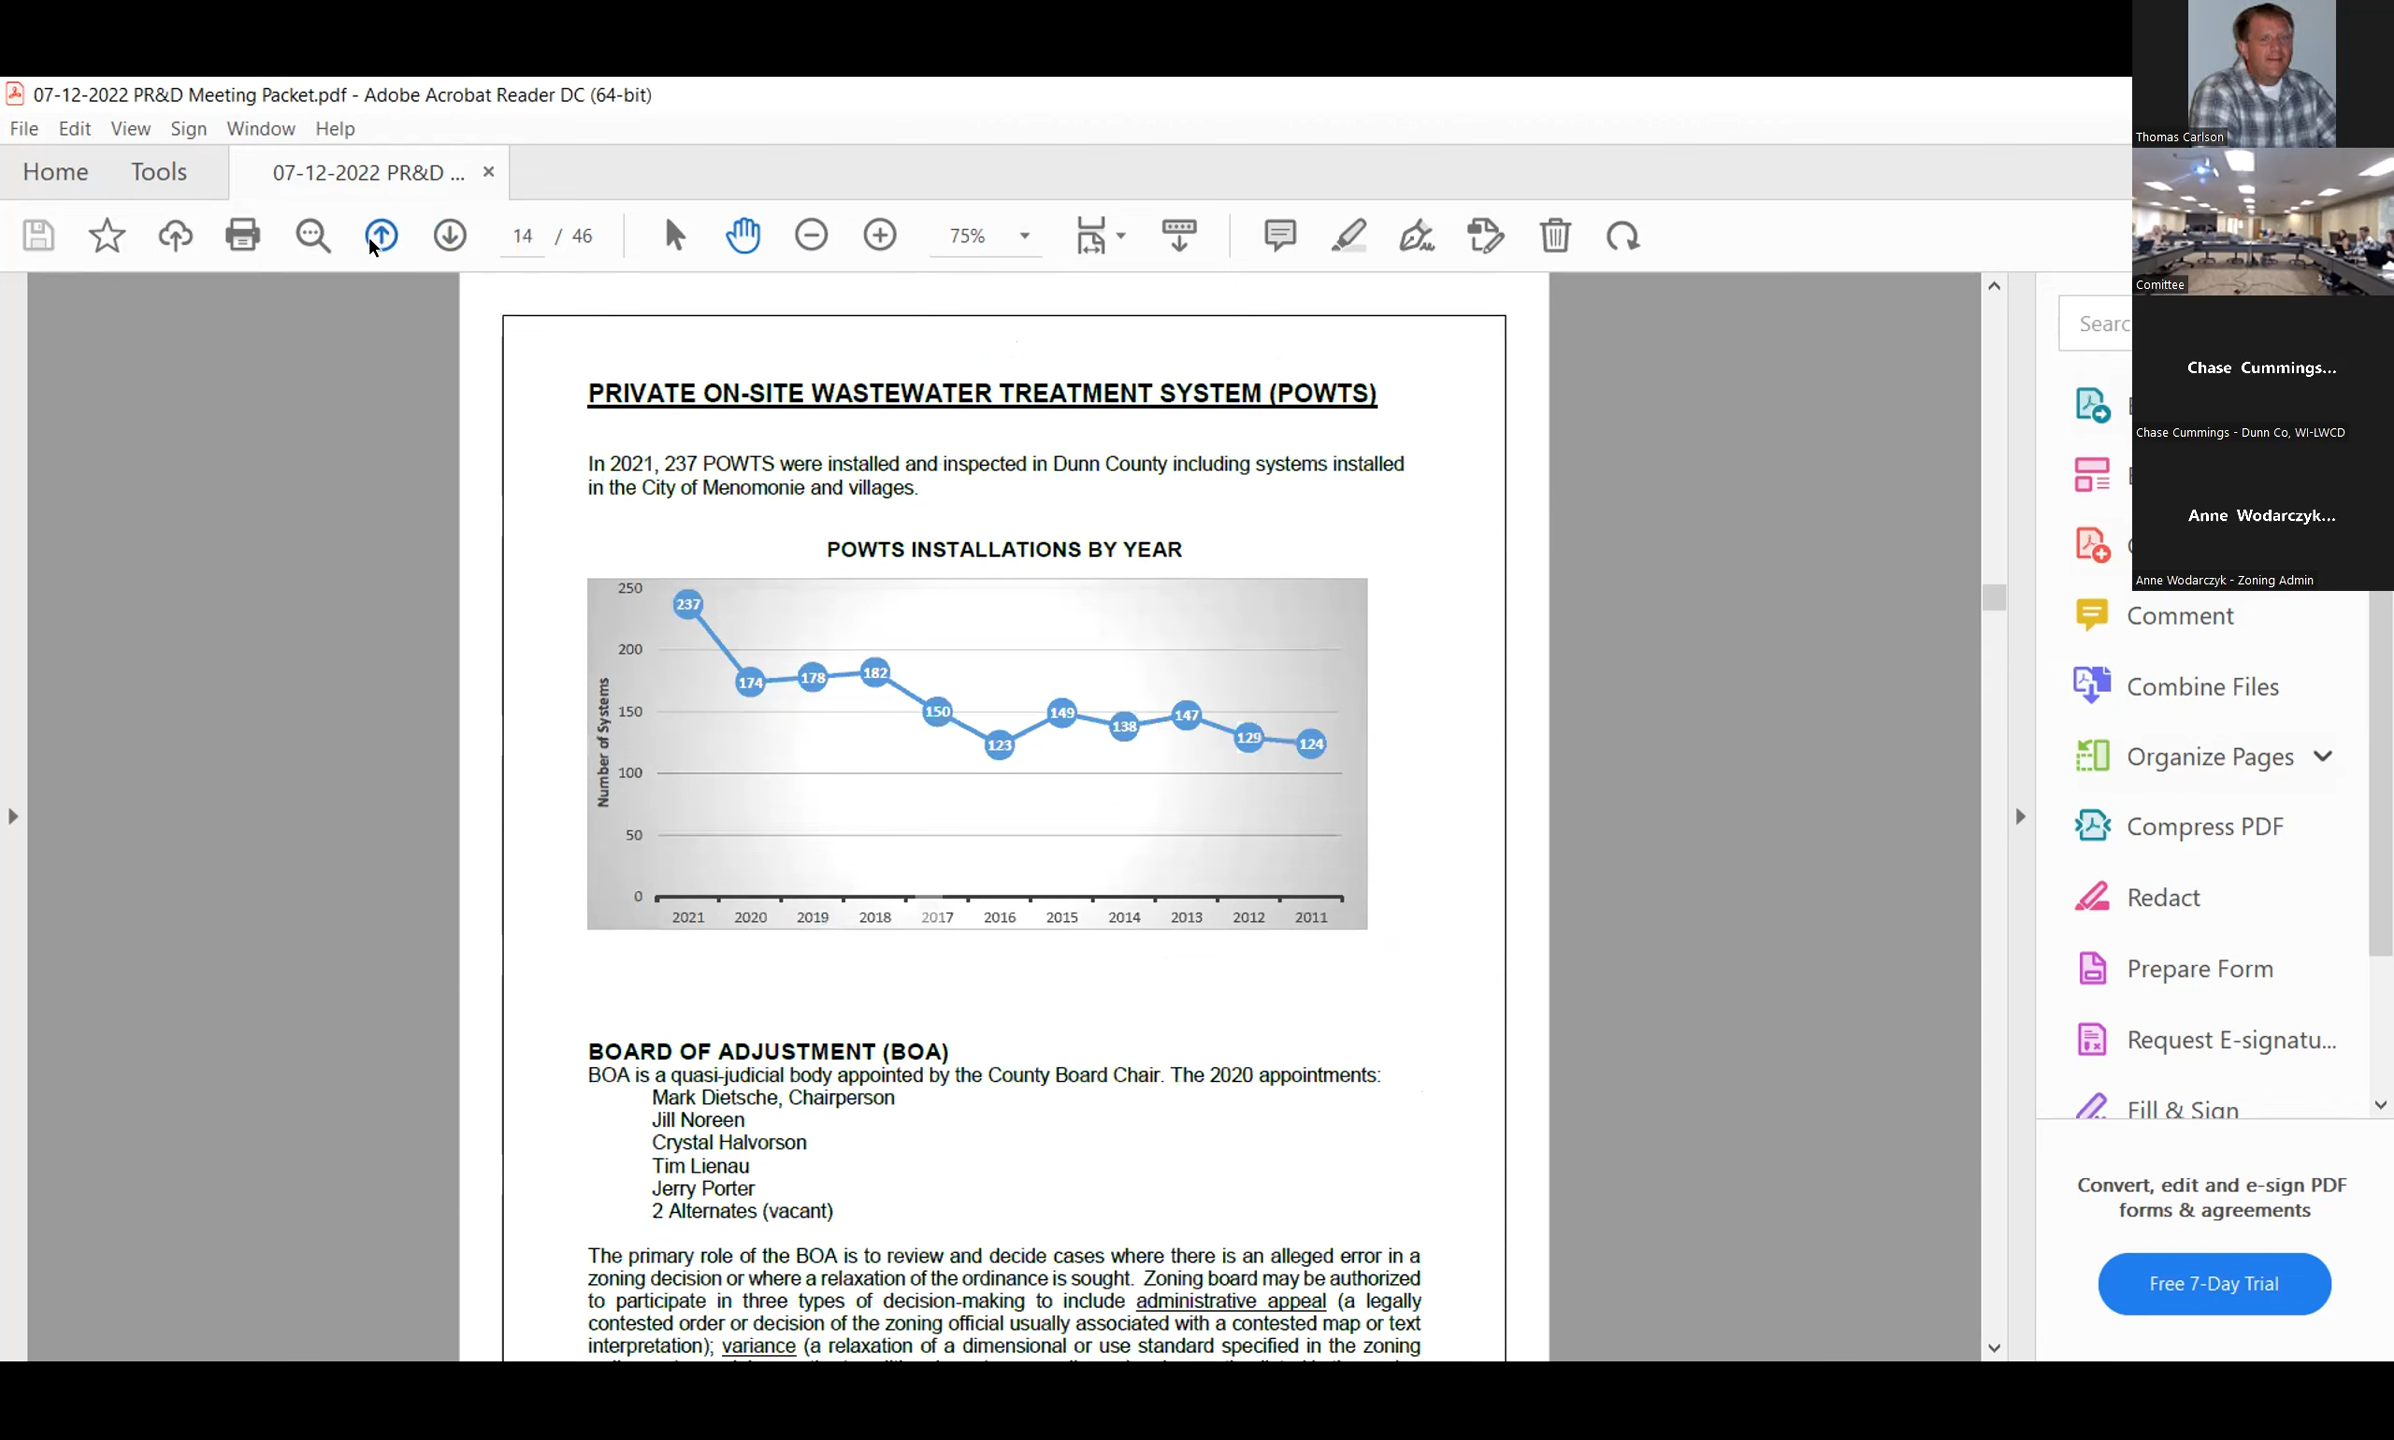 07-12-2022 PR&D Meeting Packet.pdf - Adobe Acrobat Reader DC (64-bit)
File Edit View Sign Window Help
Home Tools 07-12-2022 PR&D ... ×
14 / 46 75%
PRIVATE ON-SITE WASTEWATER TREATMENT SYSTEM (POWTS)
In 2021, 237 POWTS were installed and inspected in Dunn County including systems installed
in the City of Menomonie and villages.
POWTS INSTALLATIONS BY YEAR
Number of Systems
250
200
150
100
50
0
237
174
178
182
150
123
149
138
147
129
124
2021 2020 2019 2018 2017 2016 2015 2014 2013 2012 2011
BOARD OF ADJUSTMENT (BOA)
BOA is a quasi-judicial body appointed by the County Board Chair. The 2020 appointments:
Mark Dietsche, Chairperson
Jill Noreen
Crystal Halvorson
Tim Lienau
Jerry Porter
2 Alternates (vacant)
The primary role of the BOA is to review and decide cases where there is an alleged error in a
zoning decision or where a relaxation of the ordinance is sought. Zoning board may be authorized
to participate in three types of decision-making to include administrative appeal (a legally
contested order or decision of the zoning official usually associated with a contested map or text
interpretation); variance (a relaxation of a dimensional or use standard specified in the zoning
Thomas Carlson
Comittee
Chase Cummings...
Chase Cummings - Dunn Co, WI-LWCD
Anne Wodarczyk...
Anne Wodarczyk - Zoning Admin
Searc
Comment
Combine Files
Organize Pages
Compress PDF
Redact
Prepare Form
Request E-signatu...
Fill & Sign
Convert, edit and e-sign PDF
forms & agreements
Free 7-Day Trial